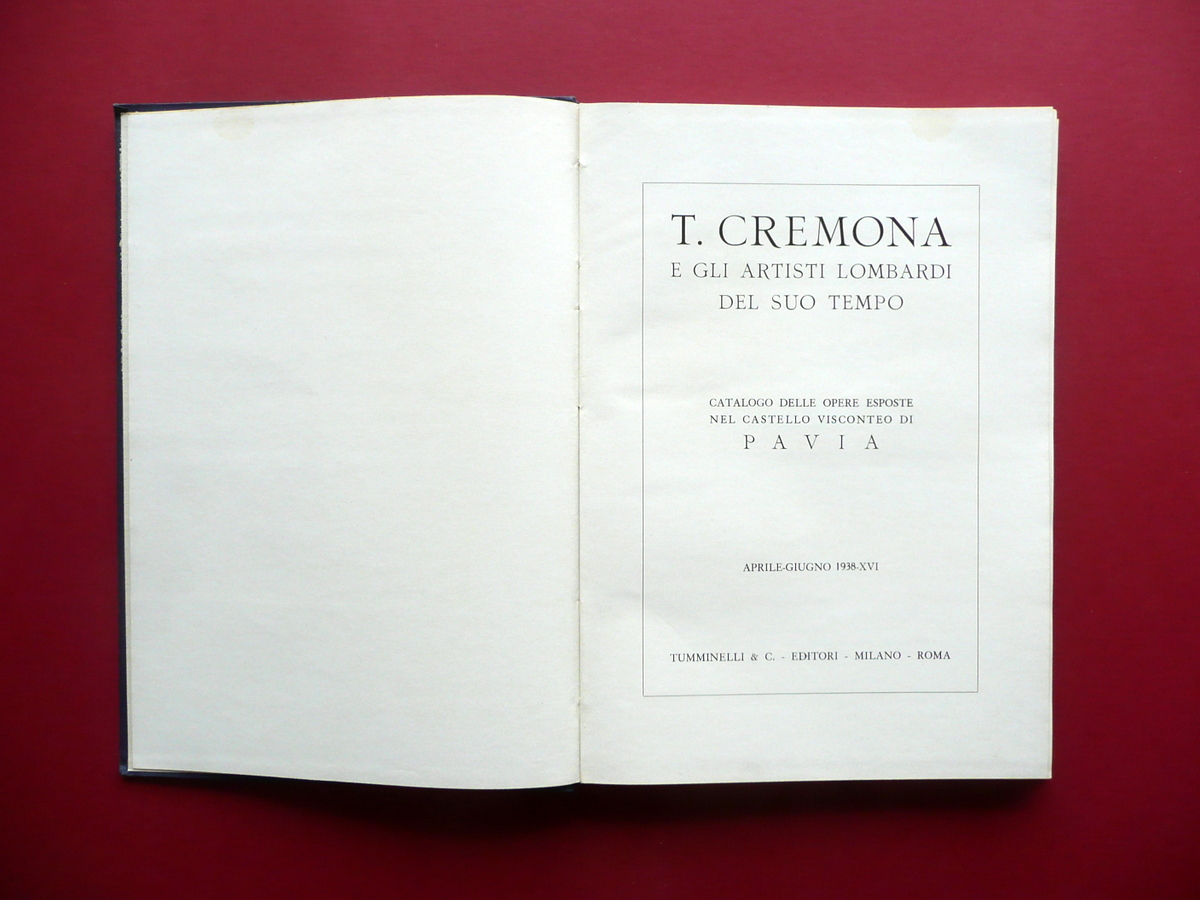 T. CREMONA
E GLI ARTISTI LOMBARDI
DEL SUO TEMPO
CATALOGO DELLE OPERE ESPOSTE
NEL CASTELLO VISCONTEO DI
PAVIA
APRILE-GIUGNO 1938-XVI
TUMMINELLI & C. - EDITORI - MILANO - ROMA